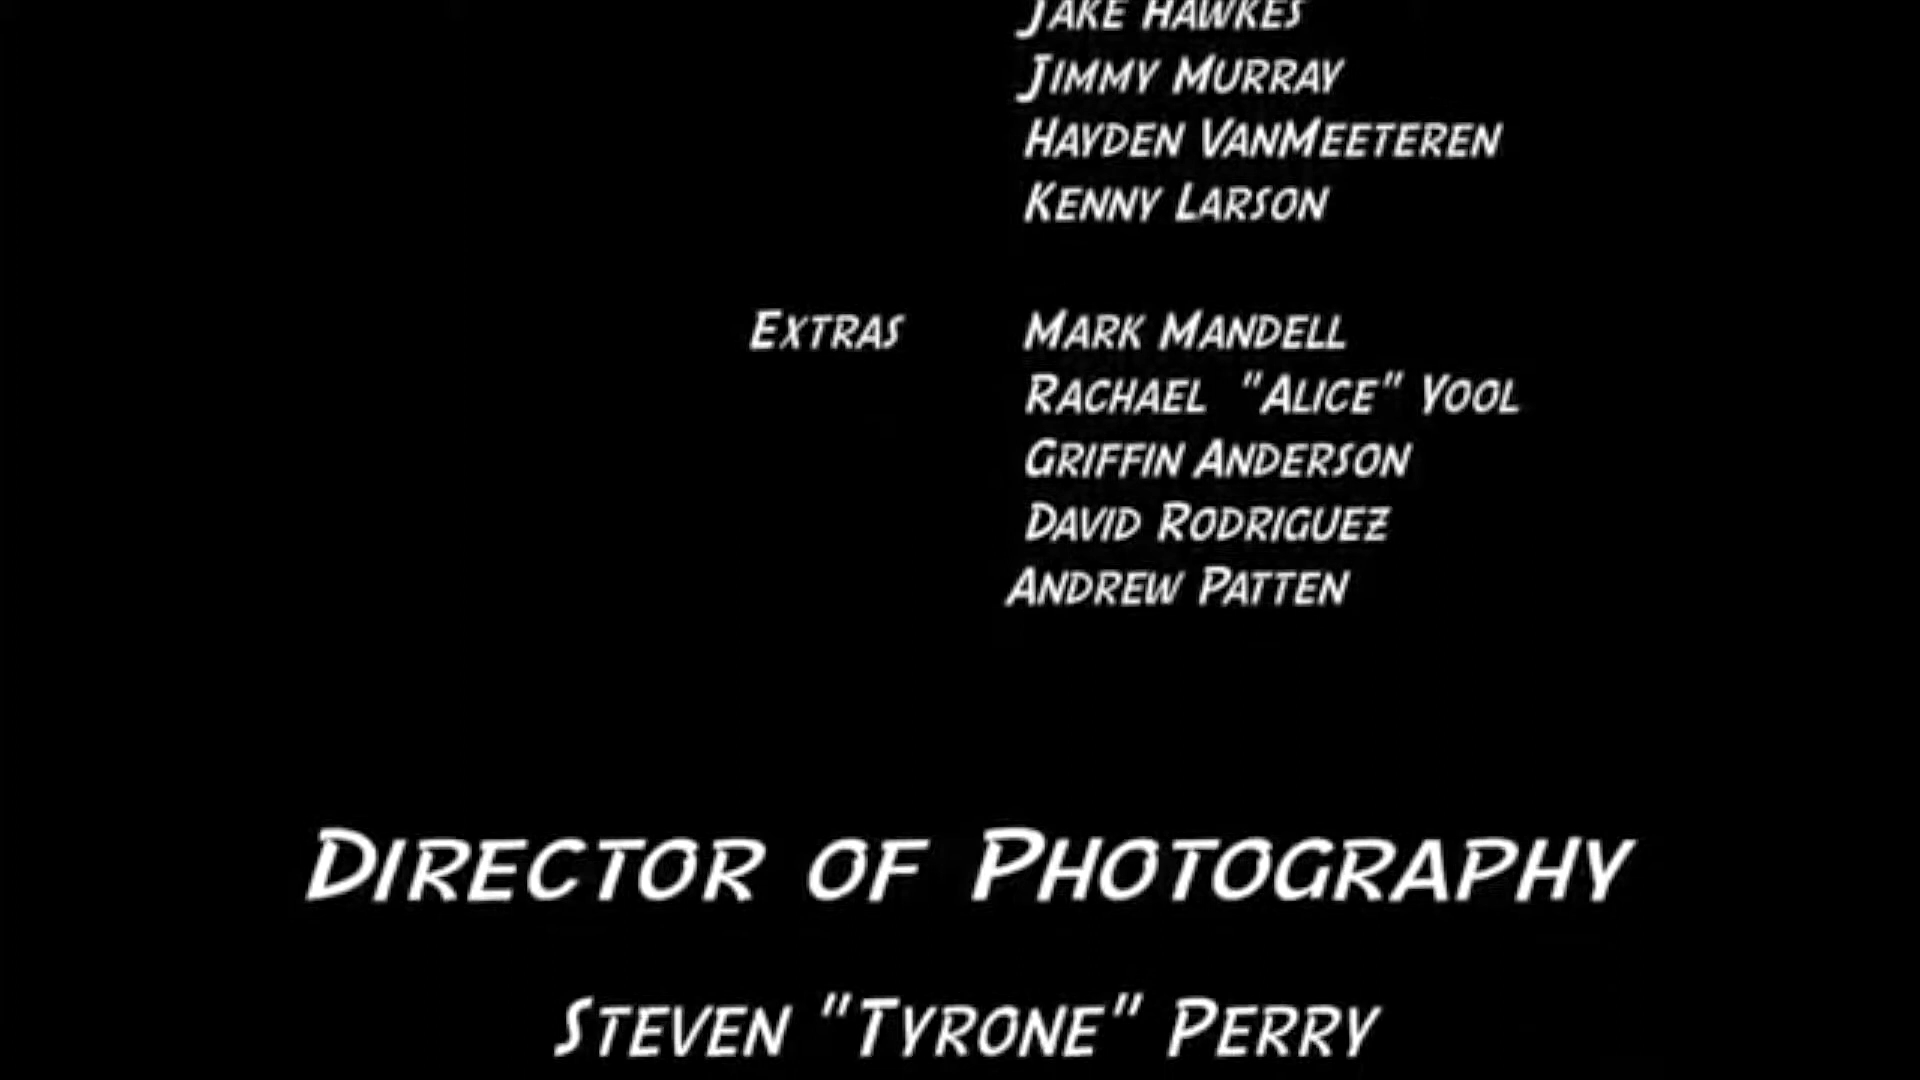 Jake Hawkes
Jimmy Murray
Hayden VanMeeteren
Kenny Larson
Extras Mark Mandell
Rachael "Alice" Yool
Griffin Anderson
David Rodriguez
Andrew Patten
Director of Photography
Steven "Tyrone" Perry